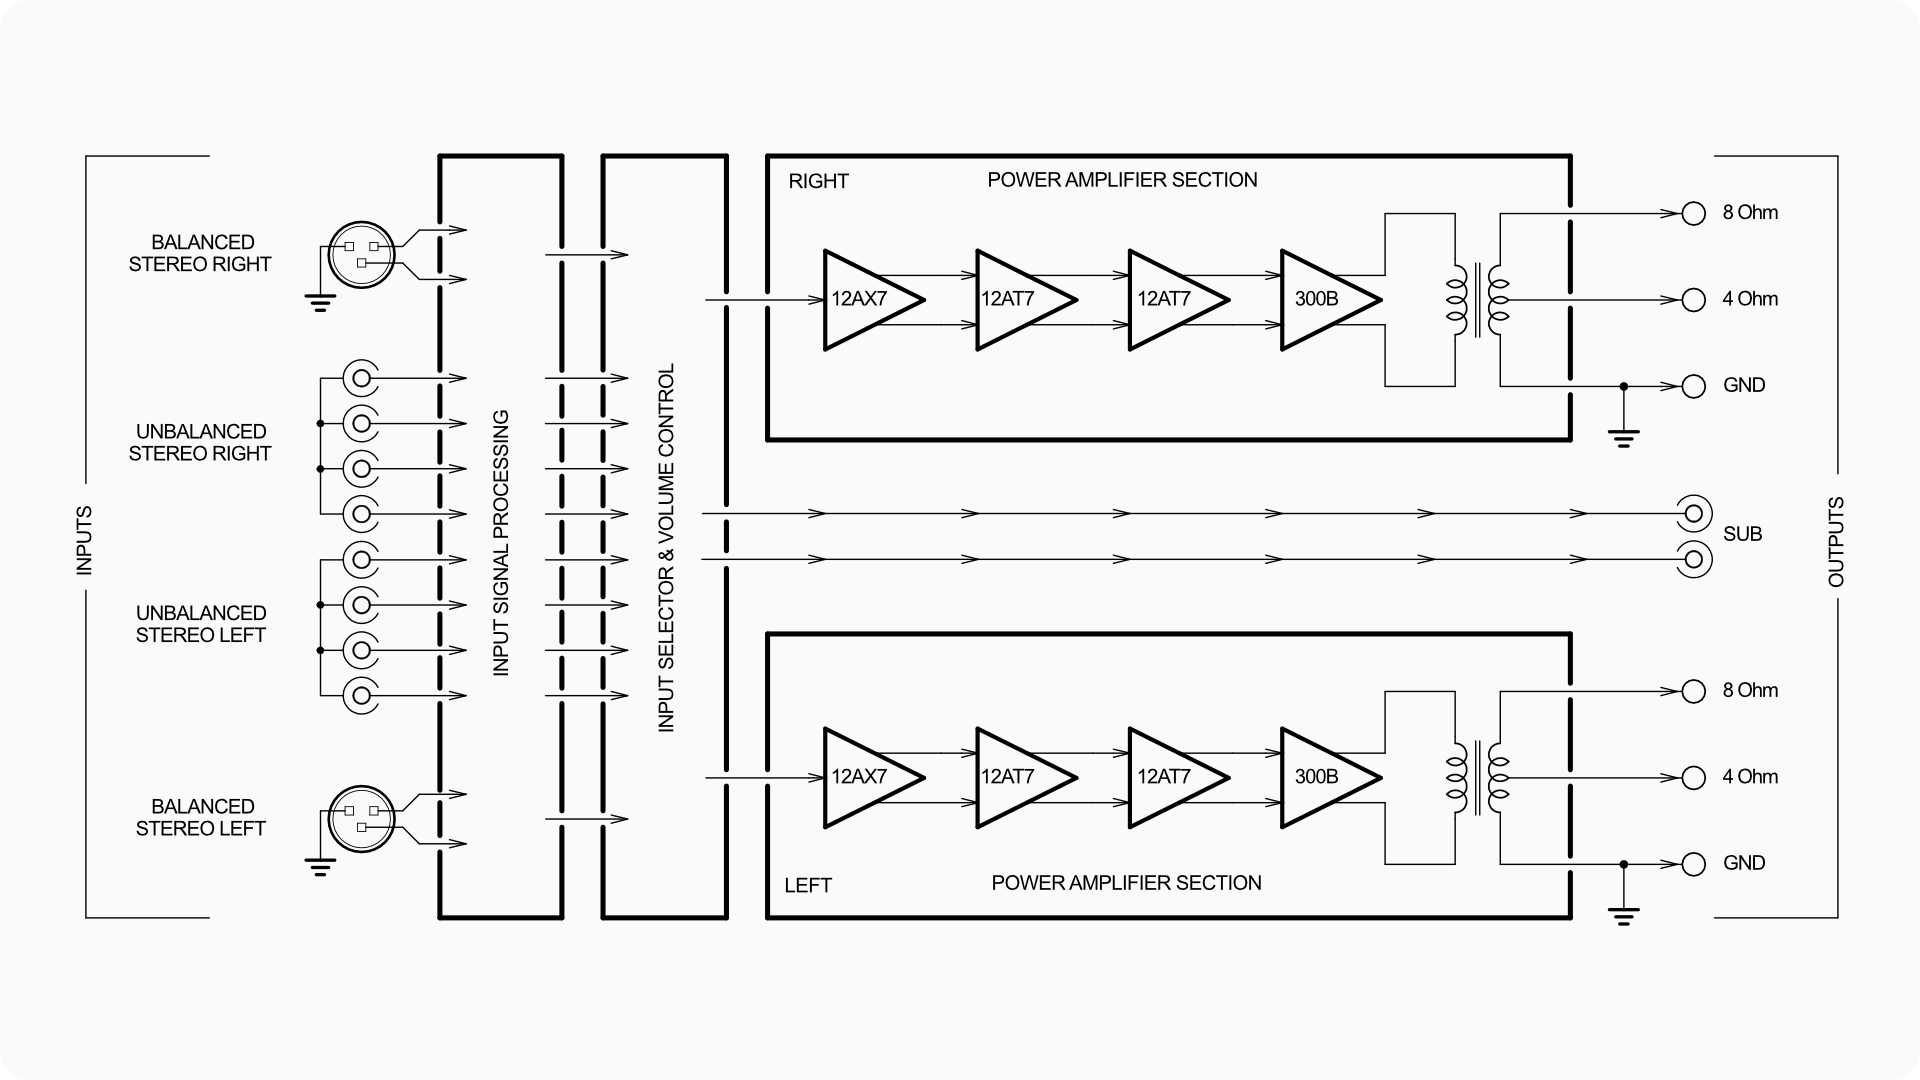 INPUTS
BALANCED
STEREO RIGHT
UNBALANCED
STEREO RIGHT
UNBALANCED
STEREO LEFT
BALANCED
STEREO LEFT
INPUT SIGNAL PROCESSING
INPUT SELECTOR & VOLUME CONTROL
RIGHT
POWER AMPLIFIER SECTION
12AX7
12AT7
12AT7
300B
8 Ohm
4 Ohm
GND
SUB
12AX7
12AT7
12AT7
300B
LEFT
POWER AMPLIFIER SECTION
8 Ohm
4 Ohm
GND
OUTPUTS